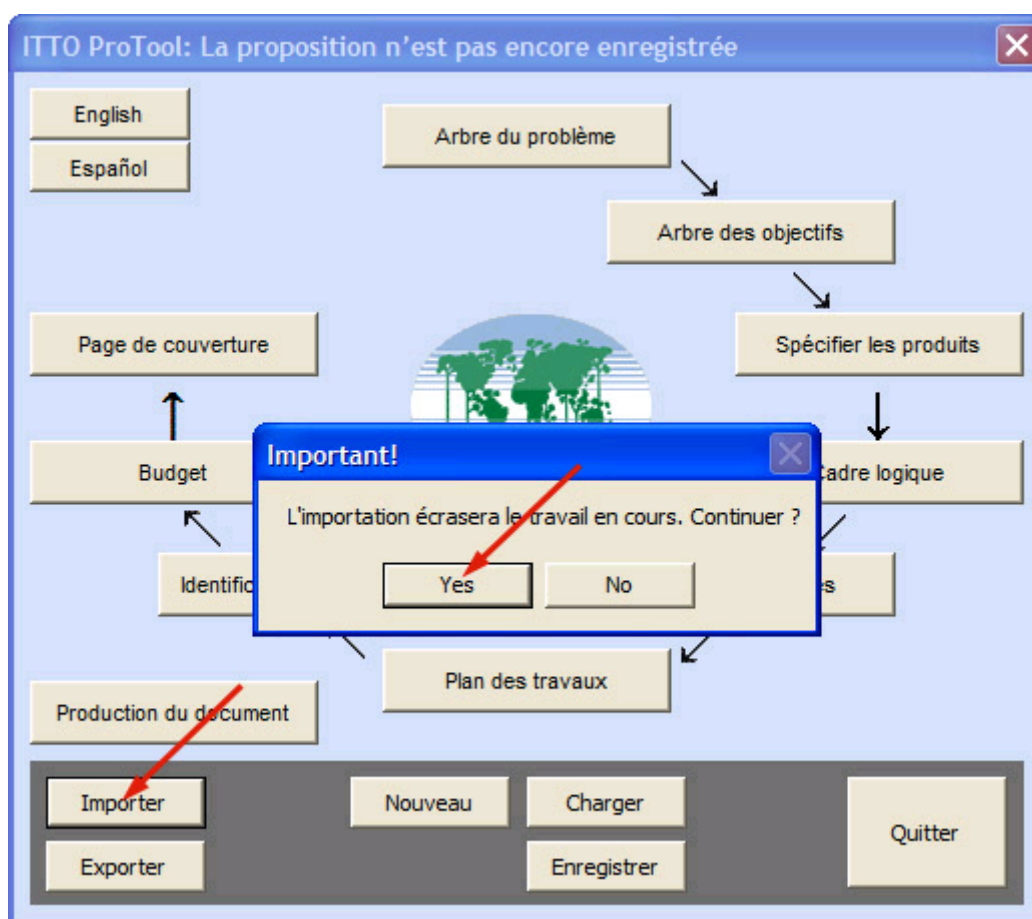 ITTO ProTool: La proposition n’est pas encore enregistrée
English
Español
Arbre du problème
Arbre des objectifs
Page de couverture
Spécifier les produits
Budget
Cadre logique
Important!
L'importation écrasera le travail en cours. Continuer ?
Yes
No
Plan des travaux
Production du document
Importer
Nouveau
Charger
Quitter
Exporter
Enregistrer